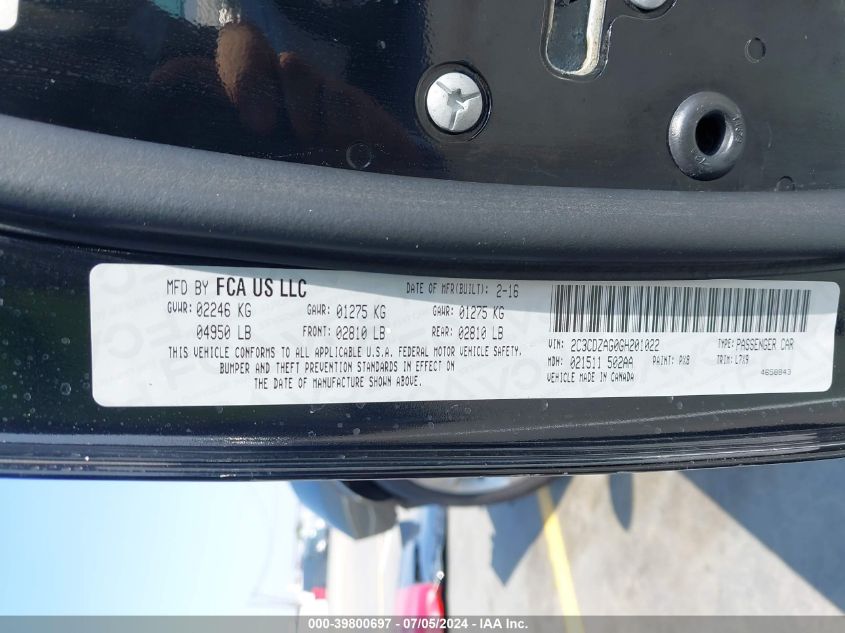 MFD BY FCA US LLC
DATE OF MFR(BUILT): 2-16
GVWR: 02246 KG GAWR: 01275 KG GAWR: 01275 KG
04950 LB FRONT: 02810 LB REAR: 02810 LB
THIS VEHICLE CONFORMS TO ALL APPLICABLE U.S.A. FEDERAL MOTOR VEHICLE SAFETY,
BUMPER AND THEFT PREVENTION STANDARDS IN EFFECT ON
THE DATE OF MANUFACTURE SHOWN ABOVE.
VIN: 2C3CDZAG0GH201022 TYPE: PASSENGER CAR
MDH: 021511 502AA PAINT: PX8 TRIM: L7X9
VEHICLE MADE IN CANADA 4658843
000-39800697 - 07/05/2024 - IAA Inc.